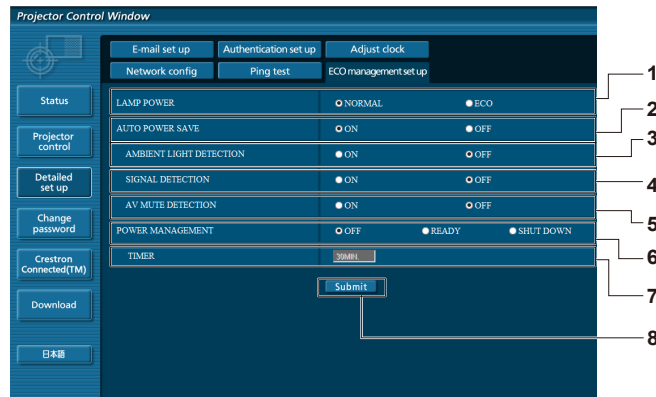 Projector Control Window
E-mail set up Authentication set up Adjust clock
Network config Ping test ECO management set up
Status
Projector
control
Detailed
set up
Change
password
Crestron
Connected(TM)
Download
日本語
LAMP POWER NORMAL ECO
AUTO POWER SAVE ON OFF
AMBIENT LIGHT DETECTION ON OFF
SIGNAL DETECTION ON OFF
AV MUTE DETECTION ON OFF
POWER MANAGEMENT OFF READY SHUT DOWN
TIMER 30MIN.
Submit
1
2
3
4
5
6
7
8